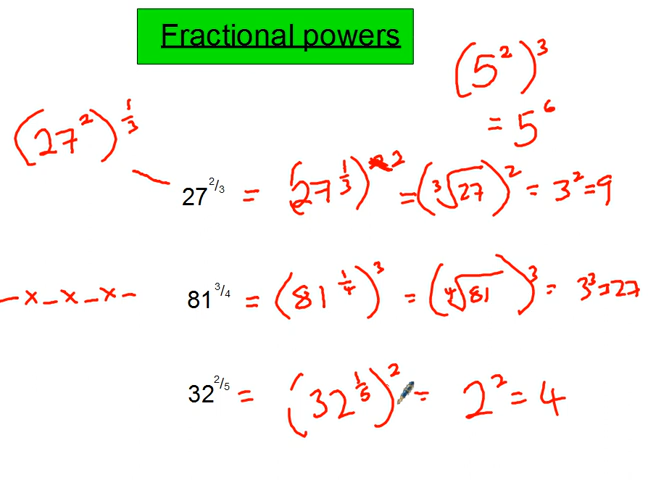 Fractional powers
(5²)³
= 5⁶
(27²)^⅓
27^2/3 = (27^⅓)² = (³√27)² = 3² = 9
– x – x – x –
81^3/4 = (81^¼)³ = (⁴√81)³ = 3³ = 27
32^2/5 = (32^⅕)² = 2² = 4